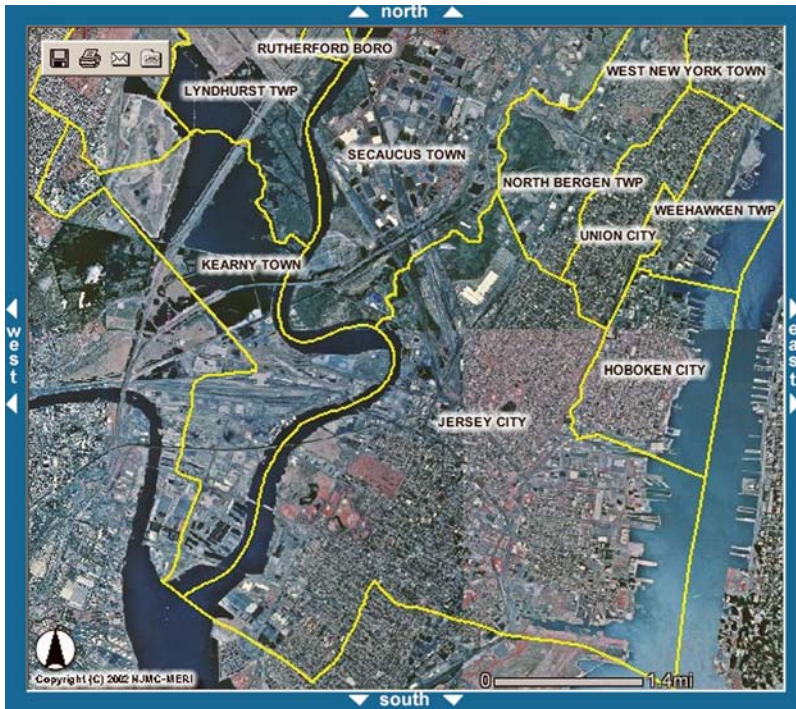 north
RUTHERFORD BORO
WEST NEW YORK TOWN
LYNDHURST TWP
SECAUCUS TOWN
NORTH BERGEN TWP
WEEHAWKEN TWP
UNION CITY
KEARNY TOWN
west
east
HOBOKEN CITY
JERSEY CITY
Copyright (C) 2002 NJMC-MERI
0 1.4mi
south